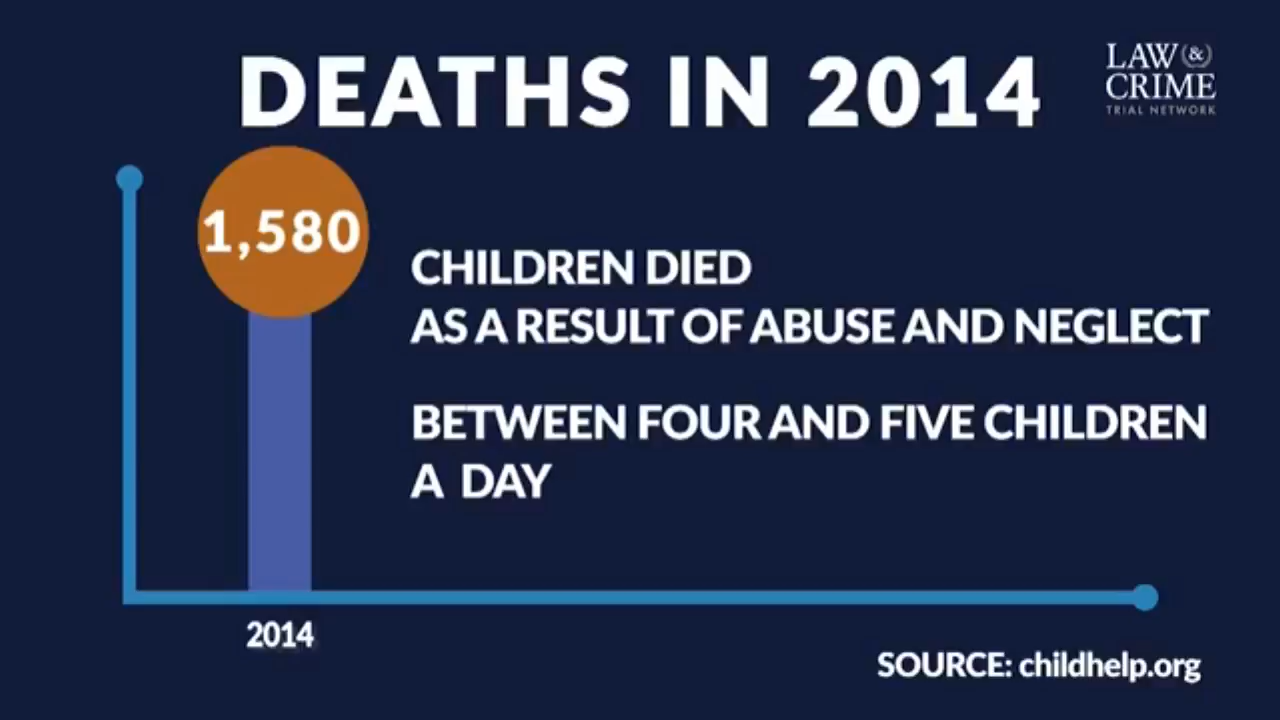 DEATHS IN 2014
LAW & CRIME
TRIAL NETWORK
1,580
CHILDREN DIED
AS A RESULT OF ABUSE AND NEGLECT
BETWEEN FOUR AND FIVE CHILDREN
A DAY
2014
SOURCE: childhelp.org